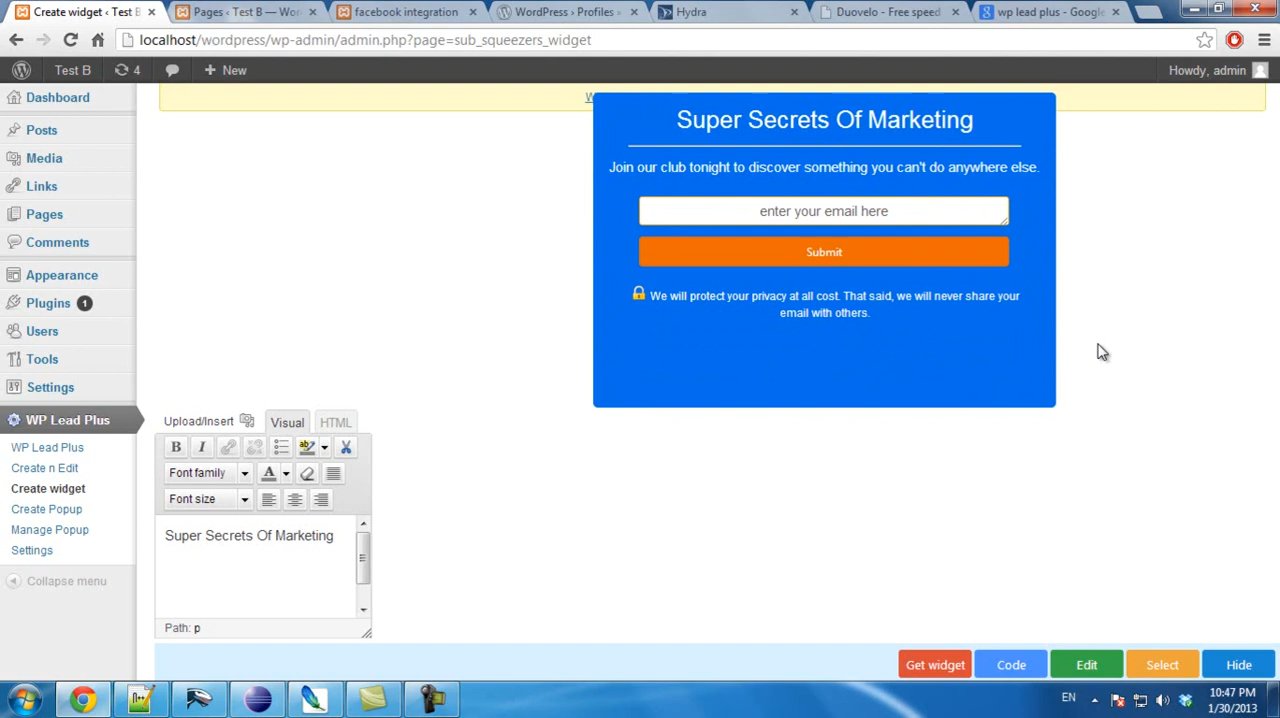 Create widget ‹ Test B
Pages ‹ Test B — Wor
facebook integration
WordPress › Profiles »
Hydra
Duovelo - Free speed
wp lead plus - Google
localhost/wordpress/wp-admin/admin.php?page=sub_squeezers_widget
Test B
4
+ New
Howdy, admin
Dashboard
Posts
Media
Links
Pages
Comments
Appearance
Plugins 1
Users
Tools
Settings
WP Lead Plus
WP Lead Plus
Create n Edit
Create widget
Create Popup
Manage Popup
Settings
Collapse menu
W
Super Secrets Of Marketing
Join our club tonight to discover something you can't do anywhere else.
enter your email here
Submit
We will protect your privacy at all cost. That said, we will never share your
email with others.
Upload/Insert
Visual
HTML
B
I
Font family
A
Font size
Super Secrets Of Marketing
Path: p
Get widget
Code
Edit
Select
Hide
EN
10:47 PM
1/30/2013